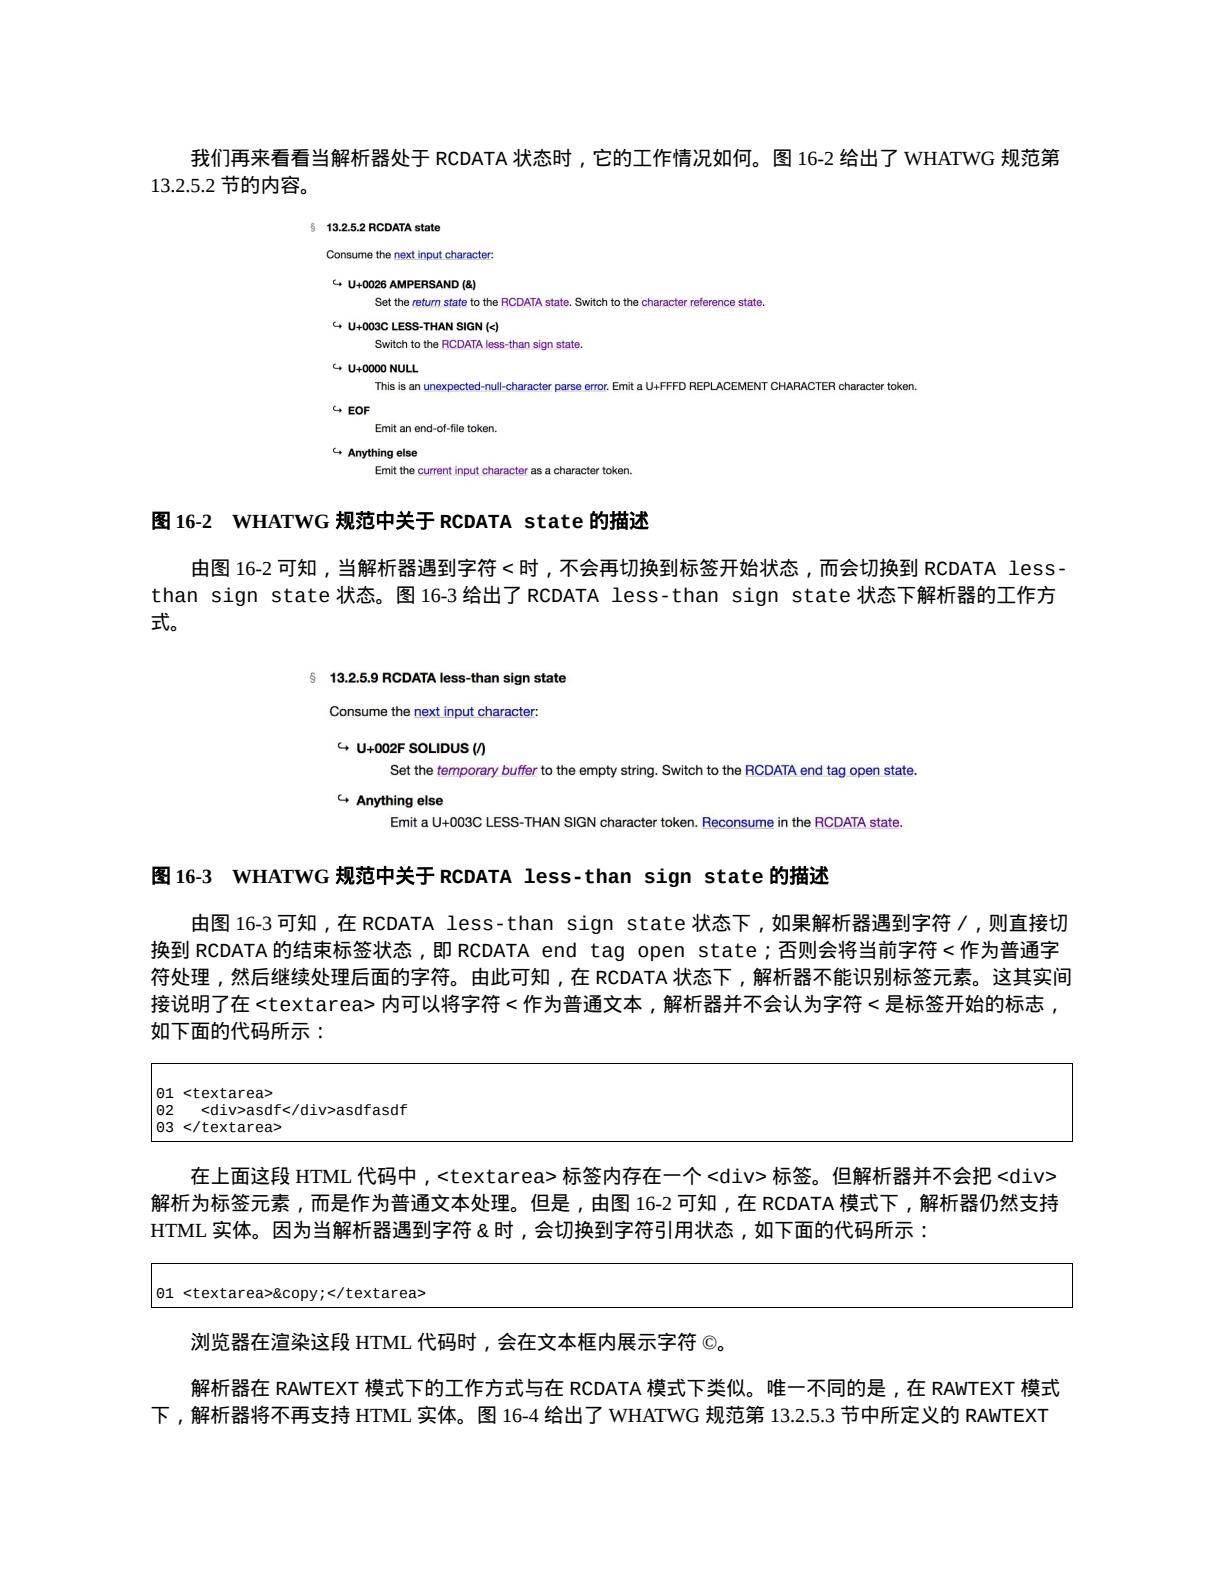 我们再来看看当解析器处于 RCDATA 状态时，它的工作情况如何。图 16-2 给出了 WHATWG 规范第
13.2.5.2 节的内容。
§ 13.2.5.2 RCDATA state
Consume the next input character:
↪ U+0026 AMPERSAND (&)
Set the return state to the RCDATA state. Switch to the character reference state.
↪ U+003C LESS-THAN SIGN (<)
Switch to the RCDATA less-than sign state.
↪ U+0000 NULL
This is an unexpected-null-character parse error. Emit a U+FFFD REPLACEMENT CHARACTER character token.
↪ EOF
Emit an end-of-file token.
↪ Anything else
Emit the current input character as a character token.
图 16-2 WHATWG 规范中关于 RCDATA state 的描述
由图 16-2 可知，当解析器遇到字符 < 时，不会再切换到标签开始状态，而会切换到 RCDATA less-
than sign state 状态。图 16-3 给出了 RCDATA less-than sign state 状态下解析器的工作方
式。
§ 13.2.5.9 RCDATA less-than sign state
Consume the next input character:
↪ U+002F SOLIDUS (/)
Set the temporary buffer to the empty string. Switch to the RCDATA end tag open state.
↪ Anything else
Emit a U+003C LESS-THAN SIGN character token. Reconsume in the RCDATA state.
图 16-3 WHATWG 规范中关于 RCDATA less-than sign state 的描述
由图 16-3 可知，在 RCDATA less-than sign state 状态下，如果解析器遇到字符 /，则直接切
换到 RCDATA 的结束标签状态，即 RCDATA end tag open state；否则会将当前字符 < 作为普通字
符处理，然后继续处理后面的字符。由此可知，在 RCDATA 状态下，解析器不能识别标签元素。这其实间
接说明了在 <textarea> 内可以将字符 < 作为普通文本，解析器并不会认为字符 < 是标签开始的标志，
如下面的代码所示：
01 <textarea>
02   <div>asdf</div>asdfasdf
03 </textarea>
在上面这段 HTML 代码中，<textarea> 标签内存在一个 <div> 标签。但解析器并不会把 <div>
解析为标签元素，而是作为普通文本处理。但是，由图 16-2 可知，在 RCDATA 模式下，解析器仍然支持
HTML 实体。因为当解析器遇到字符 & 时，会切换到字符引用状态，如下面的代码所示：
01 <textarea>&copy;</textarea>
浏览器在渲染这段 HTML 代码时，会在文本框内展示字符 ©。
解析器在 RAWTEXT 模式下的工作方式与在 RCDATA 模式下类似。唯一不同的是，在 RAWTEXT 模式
下，解析器将不再支持 HTML 实体。图 16-4 给出了 WHATWG 规范第 13.2.5.3 节中所定义的 RAWTEXT